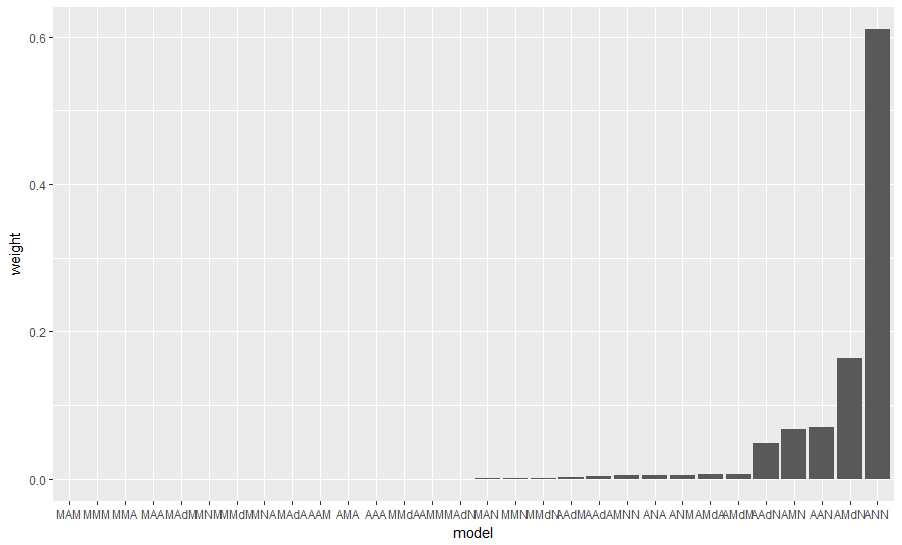 0.6
0.4
0.2
0.0
weight
MAM MMM MMA MAA MAdM MNM MMdM MNA MAdA AAM AMA AAA MMdA AMM MAdN MAN MMN MMdN AAdM AAdA MNN ANA ANM AMdA AMdM AAdN AMN AAN AMdN ANN
model